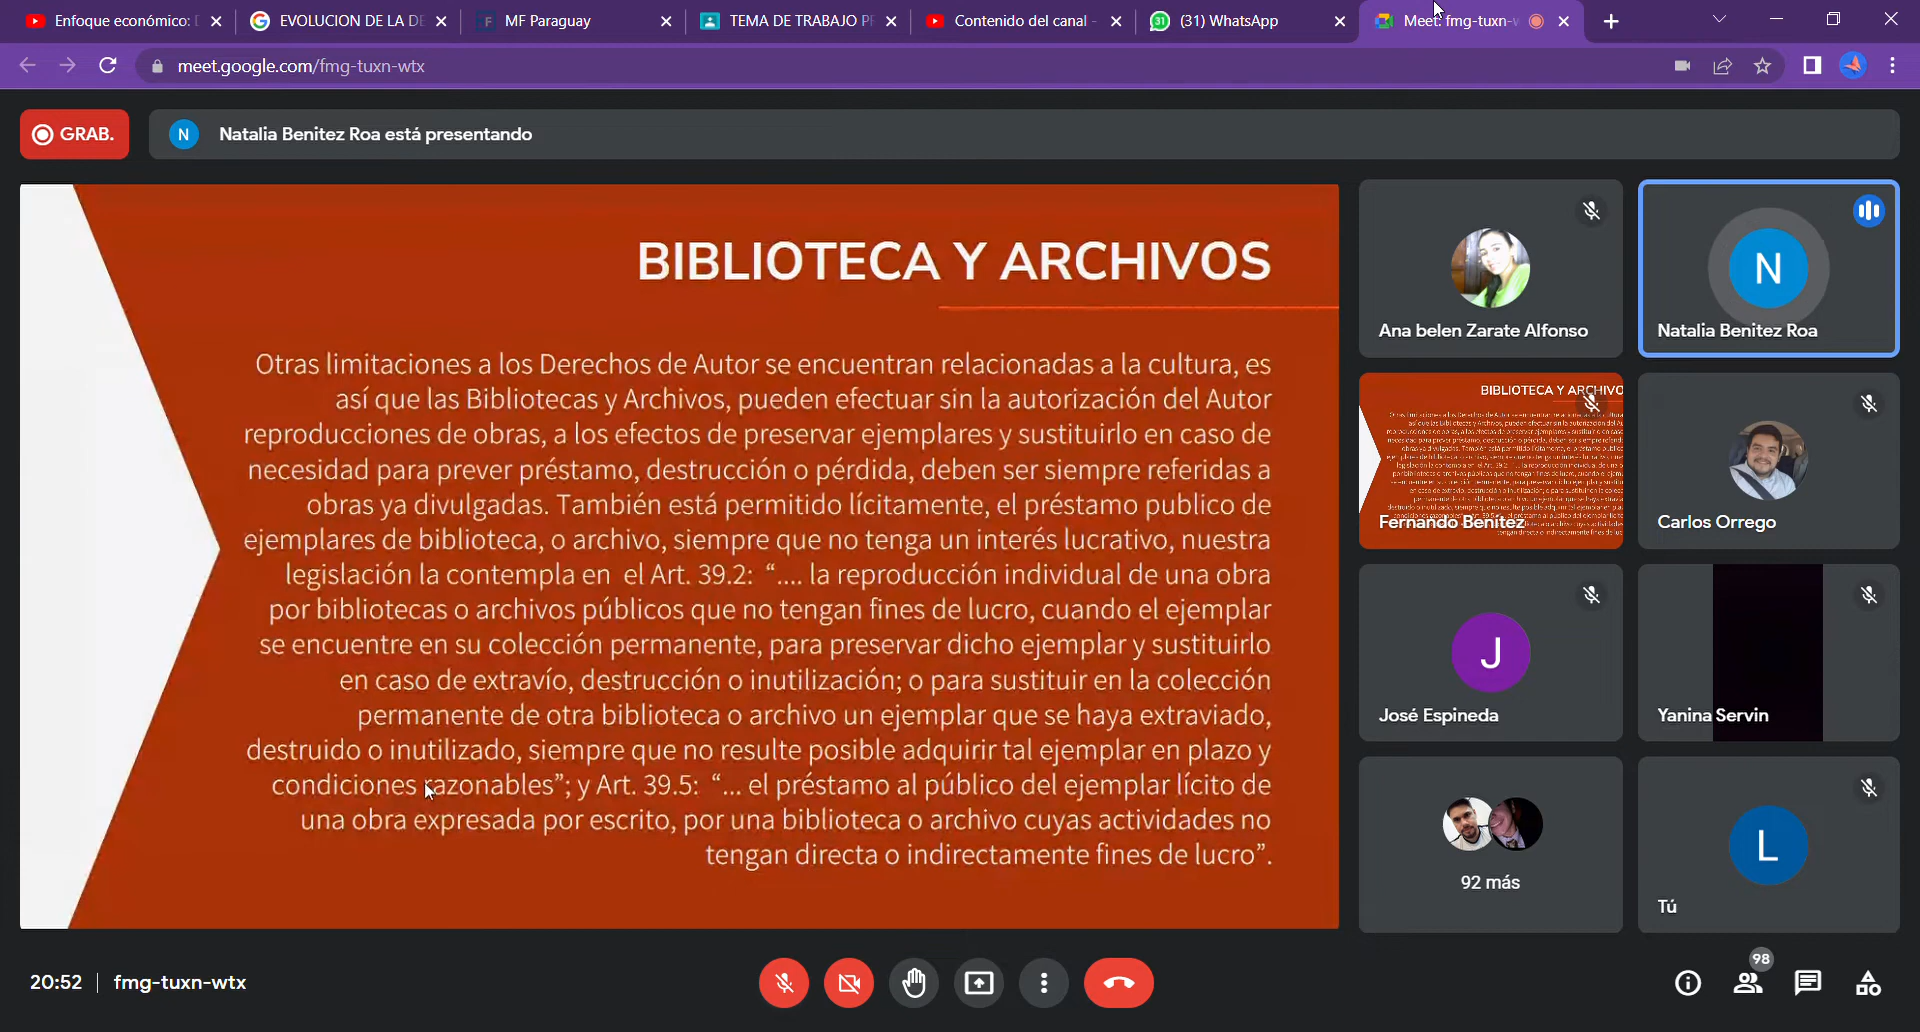 Enfoque económico: D
EVOLUCION DE LA DE
MF Paraguay
TEMA DE TRABAJO PF
Contenido del canal -
(31) WhatsApp
Meet: fmg-tuxn-w
meet.google.com/fmg-tuxn-wtx
GRAB.
N
Natalia Benitez Roa está presentando
BIBLIOTECA Y ARCHIVOS
Otras limitaciones a los Derechos de Autor se encuentran relacionadas a la cultura, es
así que las Bibliotecas y Archivos, pueden efectuar sin la autorización del Autor
reproducciones de obras, a los efectos de preservar ejemplares y sustituirlo en caso de
necesidad para prever préstamo, destrucción o pérdida, deben ser siempre referidas a
obras ya divulgadas. También está permitido lícitamente, el préstamo publico de
ejemplares de biblioteca, o archivo, siempre que no tenga un interés lucrativo, nuestra
legislación la contempla en el Art. 39.2: “.... la reproducción individual de una obra
por bibliotecas o archivos públicos que no tengan fines de lucro, cuando el ejemplar
se encuentre en su colección permanente, para preservar dicho ejemplar y sustituirlo
en caso de extravío, destrucción o inutilización; o para sustituir en la colección
permanente de otra biblioteca o archivo un ejemplar que se haya extraviado,
destruido o inutilizado, siempre que no resulte posible adquirir tal ejemplar en plazo y
condiciones razonables”; y Art. 39.5: “... el préstamo al público del ejemplar lícito de
una obra expresada por escrito, por una biblioteca o archivo cuyas actividades no
tengan directa o indirectamente fines de lucro”.
Ana belen Zarate Alfonso
N
Natalia Benitez Roa
BIBLIOTECA Y ARCHIVO
Fernando Benitez
Carlos Orrego
J
José Espineda
Yanina Servin
92 más
L
Tú
20:52
fmg-tuxn-wtx
98